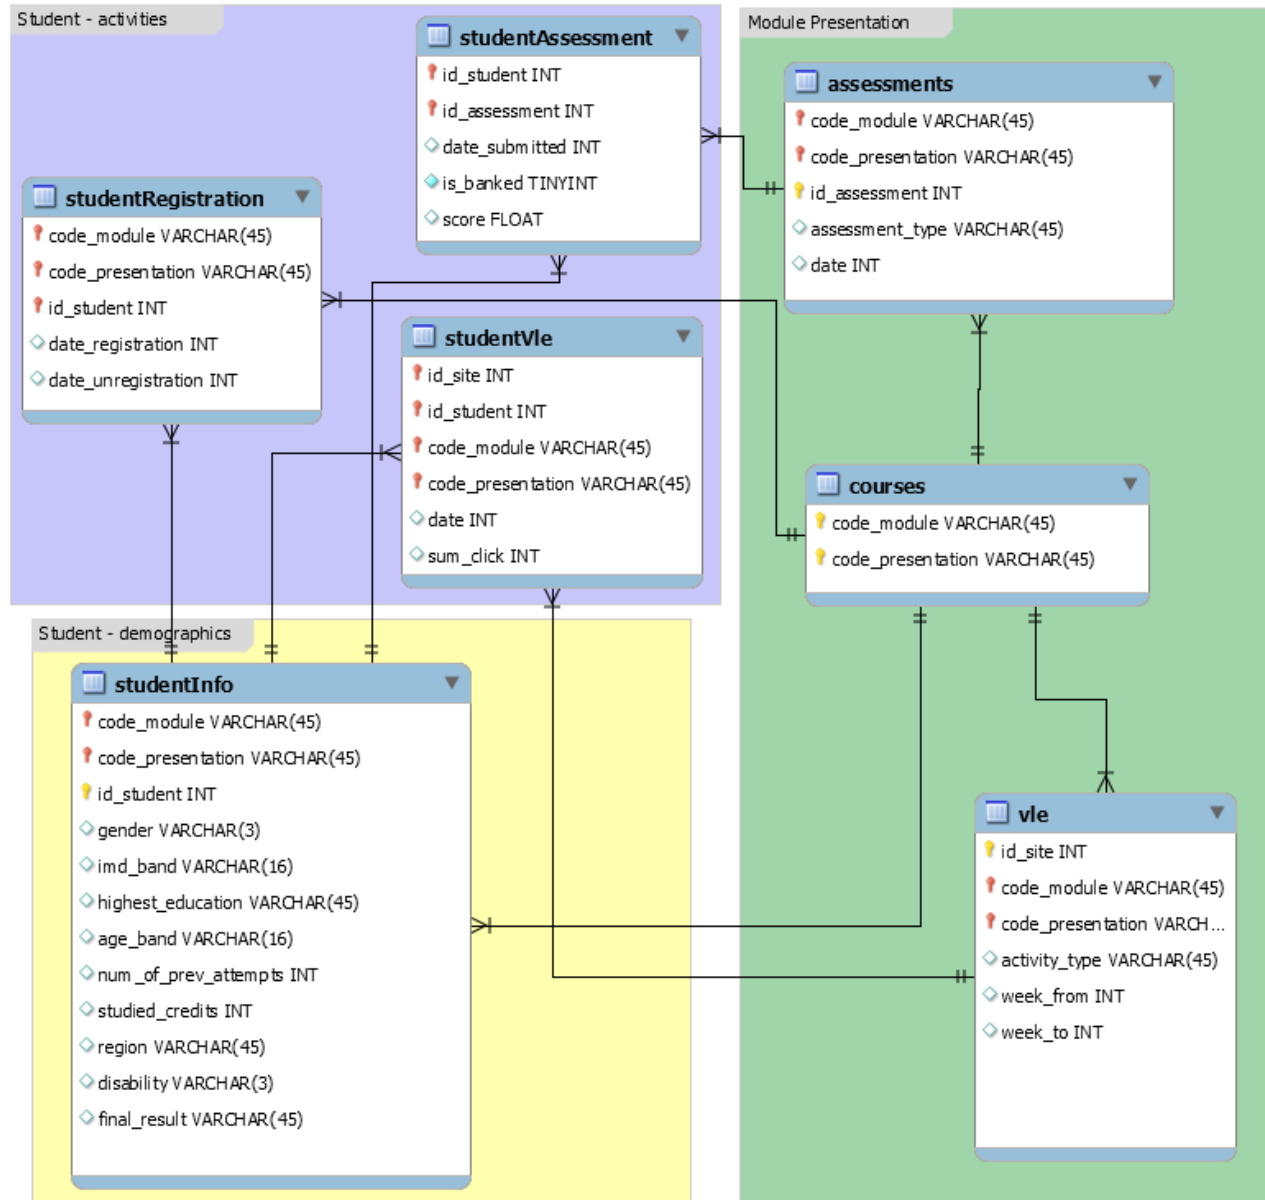 Student - activities
studentAssessment
id_student INT
id_assessment INT
date_submitted INT
is_banked TINYINT
score FLOAT
studentRegistration
code_module VARCHAR(45)
code_presentation VARCHAR(45)
id_student INT
date_registration INT
date_unregistration INT
studentVle
id_site INT
id_student INT
code_module VARCHAR(45)
code_presentation VARCHAR(45)
date INT
sum_click INT
Student - demographics
studentInfo
code_module VARCHAR(45)
code_presentation VARCHAR(45)
id_student INT
gender VARCHAR(3)
imd_band VARCHAR(16)
highest_education VARCHAR(45)
age_band VARCHAR(16)
num_of_prev_attempts INT
studied_credits INT
region VARCHAR(45)
disability VARCHAR(3)
final_result VARCHAR(45)
Module Presentation
assessments
code_module VARCHAR(45)
code_presentation VARCHAR(45)
id_assessment INT
assessment_type VARCHAR(45)
date INT
courses
code_module VARCHAR(45)
code_presentation VARCHAR(45)
vle
id_site INT
code_module VARCHAR(45)
code_presentation VARCH...
activity_type VARCHAR(45)
week_from INT
week_to INT